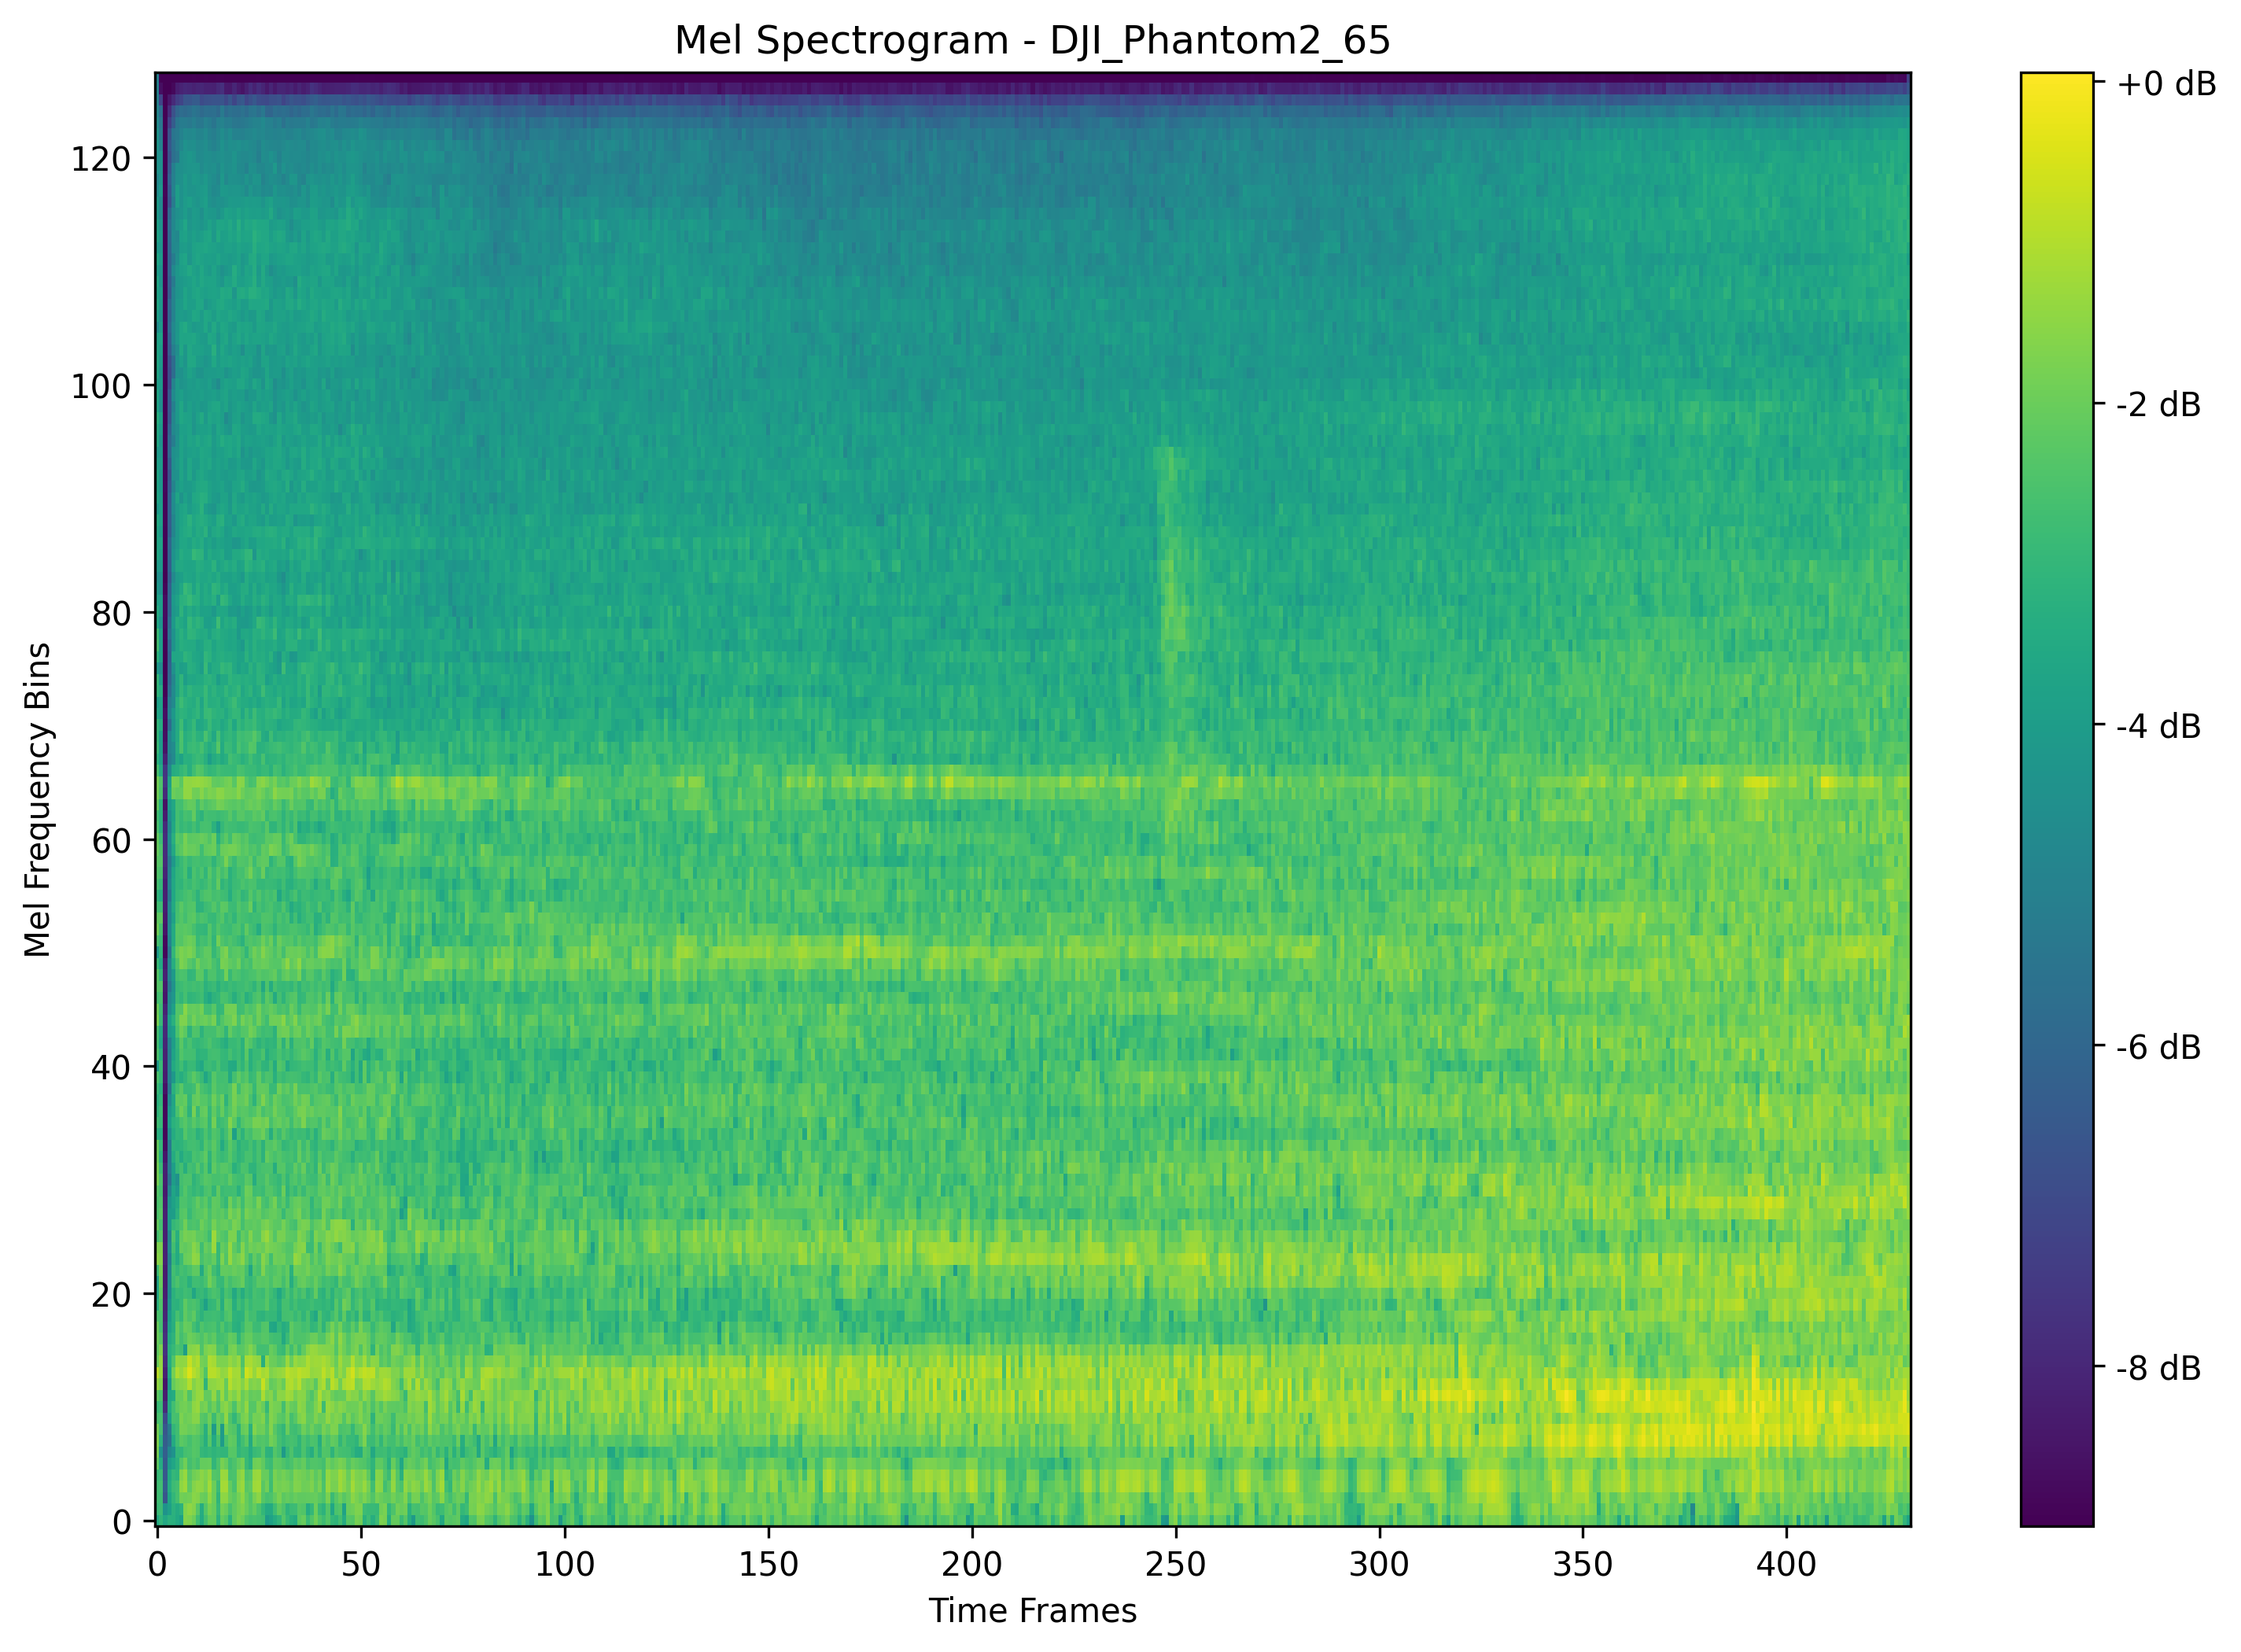 Mel Spectrogram - DJI_Phantom2_65
+0 dB
-2 dB
-4 dB
-6 dB
-8 dB
Mel Frequency Bins
120
100
80
60
40
20
0
0 50 100 150 200 250 300 350 400
Time Frames